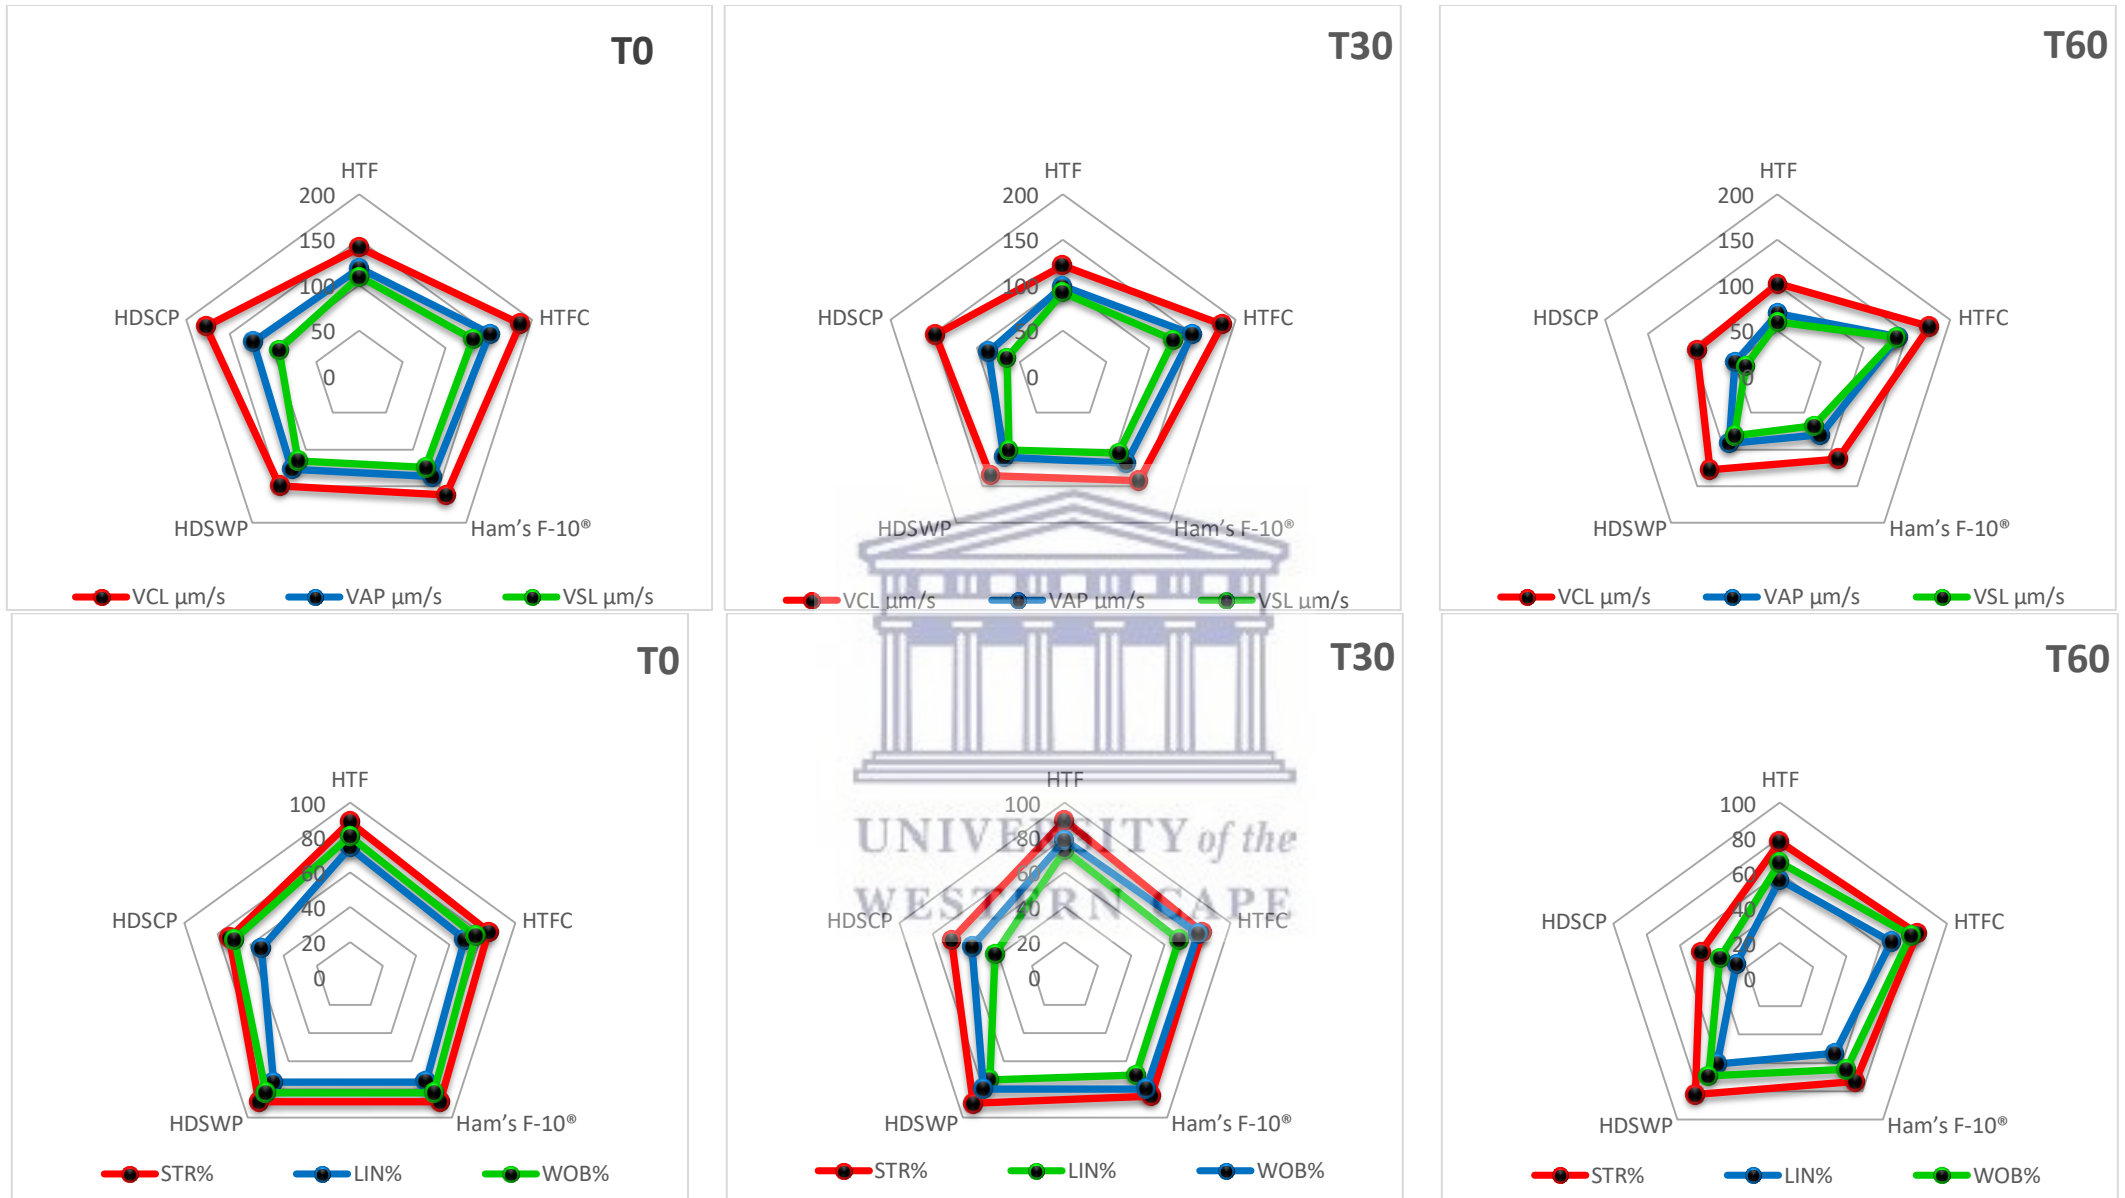 T0
HTF
200
150
100
50
0
HTFC
Ham's F-10®
HDSWP
HDSCP
VCL µm/s VAP µm/s VSL µm/s
T30
HTF
200
150
100
50
0
HTFC
Ham's F-10®
HDSWP
HDSCP
VCL µm/s VAP µm/s VSL µm/s
T60
HTF
200
150
100
50
0
HTFC
Ham's F-10®
HDSWP
HDSCP
VCL µm/s VAP µm/s VSL µm/s
T0
HTF
100
80
60
40
20
0
HTFC
Ham's F-10®
HDSWP
HDSCP
STR% LIN% WOB%
T30
HTF
100
80
60
40
20
0
HTFC
Ham's F-10®
HDSWP
HDSCP
STR% LIN% WOB%
UNIVERSITY of the
WESTERN CAPE
T60
HTF
100
80
60
40
20
0
HTFC
Ham's F-10®
HDSWP
HDSCP
STR% LIN% WOB%